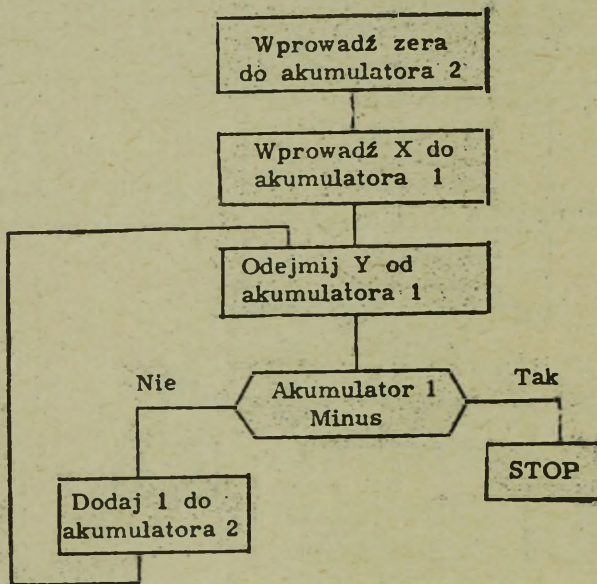 Wprowadź zera
do akumulatora 2
Wprowadź X do
akumulatora 1
Odejmij Y od
akumulatora 1
Nie
Akumulator 1
Minus
Tak
STOP
Dodaj 1 do
akumulatora 2